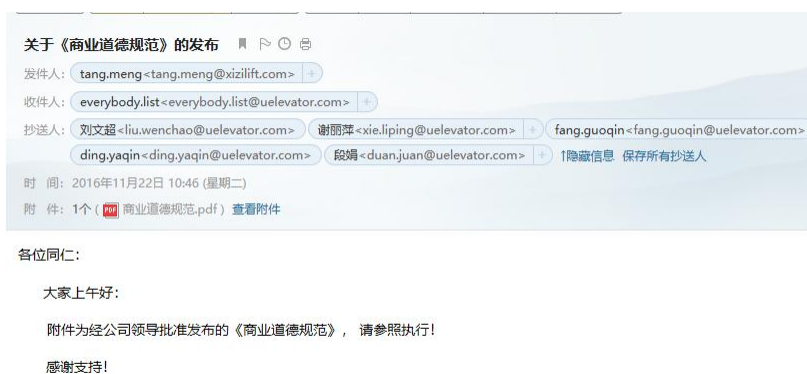 关于《商业道德规范》的发布
发件人: tang.meng<tang.meng@xizilift.com> +
收件人: everybody.list<everybody.list@uelevator.com> +
抄送人: 刘文超<liu.wenchao@uelevator.com> 谢丽萍<xie.liping@uelevator.com> + fang.guoqin<fang.guoqin@uelevator.com>
ding.yaqin<ding.yaqin@uelevator.com> 段娟<duan.juan@uelevator.com> + ↑隐藏信息 保存所有抄送人
时 间: 2016年11月22日 10:46 (星期二)
附 件: 1个 ( PDF 商业道德规范.pdf ) 查看附件
各位同仁:
大家上午好:
附件为经公司领导批准发布的《商业道德规范》, 请参照执行!
感谢支持!